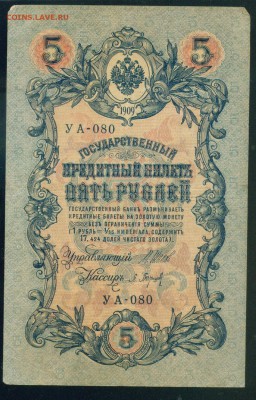 COINS.LAVE.RU
5 5
1909
УА-080
ГОСУДАРСТВЕННЫЙ
КРЕДИТНЫЙ БИЛЕТЪ
ПЯТЬ РУБЛЕЙ
ГОСУДАРСТВЕННЫЙ БАНКЪ РАЗМѢНИВАЕТЪ
КРЕДИТНЫЕ БИЛЕТЫ НА ЗОЛОТУЮ МОНЕТУ
БЕЗЪ ОГРАНИЧЕНІЯ СУММЫ
(1 РУБЛЬ = 1/15 ИМПЕРІАЛА, СОДЕРЖИТЪ
17,424 ДОЛЕЙ ЧИСТАГО ЗОЛОТА).
Управляющій
Кассиръ
УА-080
5